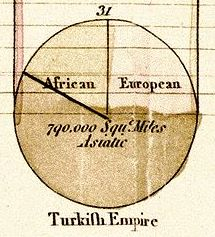 31
African European
790.000 Squ. Miles
Asiatic
Turkish Empire